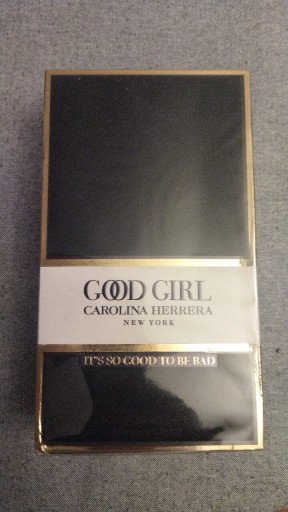 GOOD GIRL
CAROLINA HERRERA
NEW YORK
IT'S SO GOOD TO BE BAD